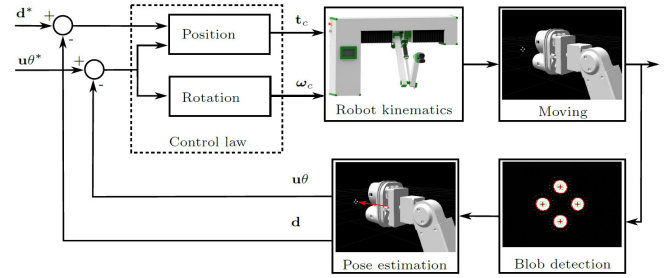 d*
+
-
uθ*
+
-
Position
Rotation
Control law
t_c
ω_c
Robot kinematics
Moving
uθ
d
Pose estimation
Blob detection